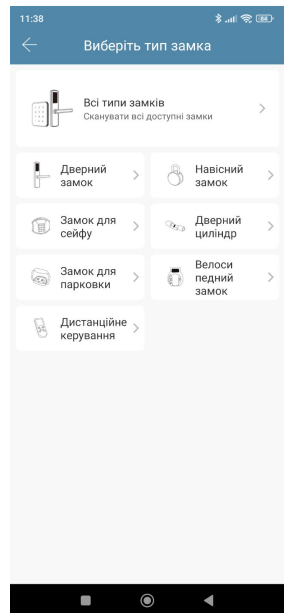 11:38
Виберіть тип замка
Всі типи замків
Сканувати всі доступні замки
Дверний
замок
Навісний
замок
Замок для
сейфу
Дверний
циліндр
Замок для
парковки
Велоси
педний
замок
Дистанційне
керування